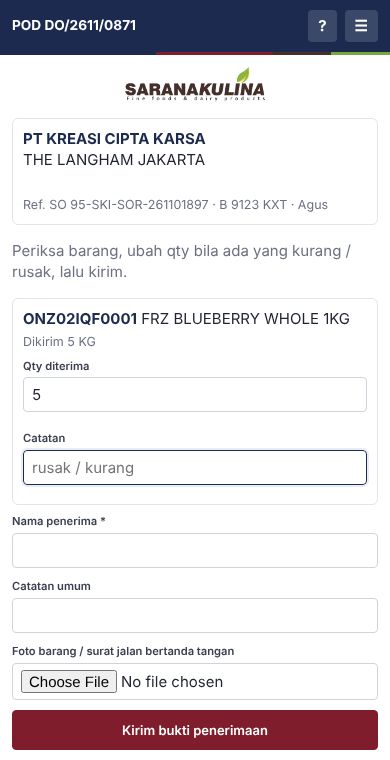 POD DO/2611/0871
? ☰
SARANAKULINA
Fine foods & dairy products
PT KREASI CIPTA KARSA
THE LANGHAM JAKARTA
Ref. SO 95-SKI-SOR-261101897 · B 9123 KXT · Agus
Periksa barang, ubah qty bila ada yang kurang /
rusak, lalu kirim.
ONZ02IQF0001 FRZ BLUEBERRY WHOLE 1KG
Dikirim 5 KG
Qty diterima
5
Catatan
rusak / kurang
Nama penerima *
Catatan umum
Foto barang / surat jalan bertanda tangan
Choose File No file chosen
Kirim bukti penerimaan